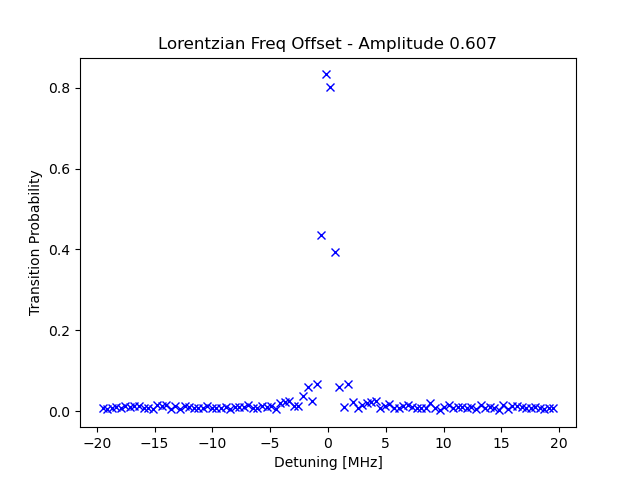 Lorentzian Freq Offset - Amplitude 0.607
Transition Probability
0.8
0.6
0.4
0.2
0.0
−20 −15 −10 −5 0 5 10 15 20
Detuning [MHz]